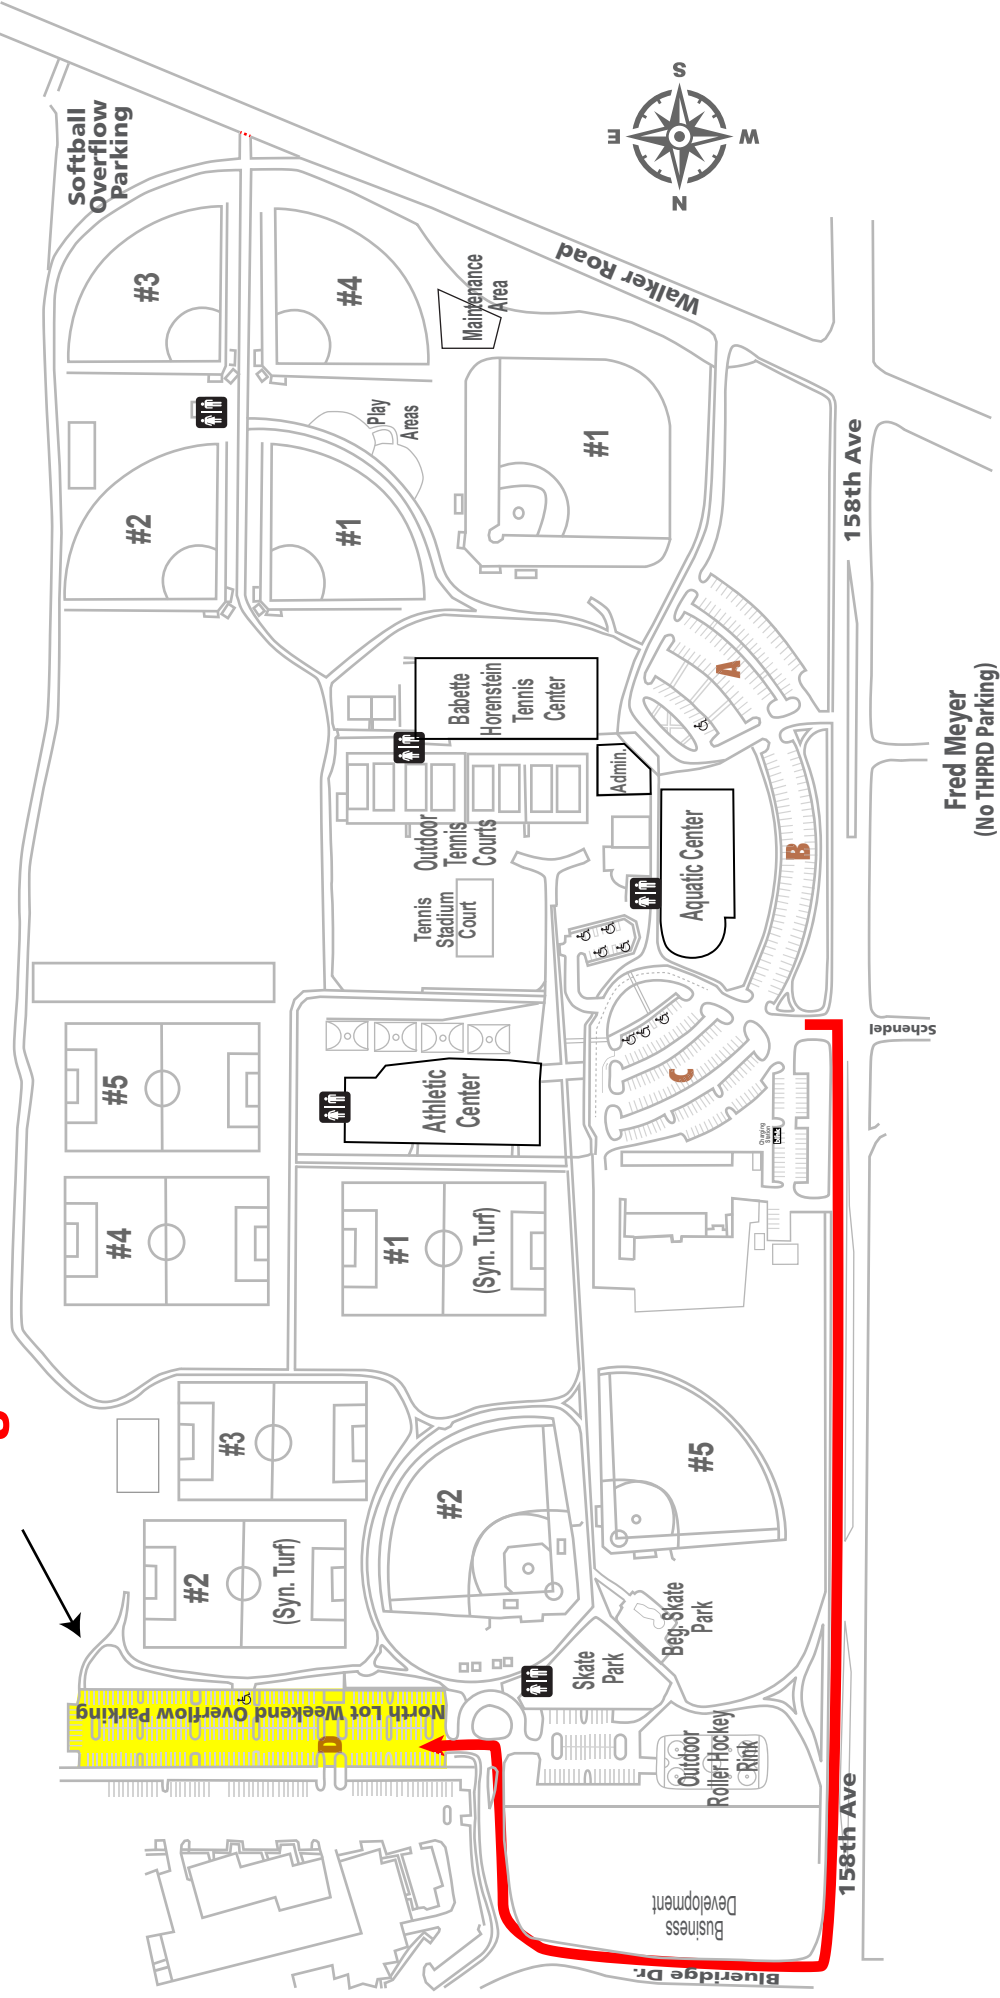 S
E
W
N
Softball
Overflow
Parking
Walker Road
#3
#4
Maintenance
Area
Play
Areas
#1
#2
#1
158th Ave
Babette
Horenstein
Tennis
Center
A
Fred Meyer
(No THPRD Parking)
Admin.
Outdoor
Tennis
Courts
Aquatic Center
B
Tennis
Stadium
Court
Schendel
#5
Athletic
Center
C
Charging
Station
#4
#1
(Syn. Turf)
#3
#2
#5
#2
(Syn. Turf)
Beg. Skate
Park
Skate
Park
North Lot Weekend Overflow Parking
D
Outdoor
Roller Hockey
Rink
158th Ave
Business
Development
Blueridge Dr.